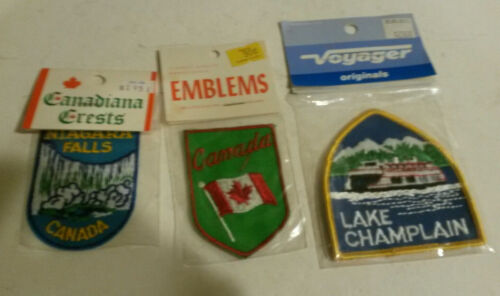 Canadiana
Crests
NIAGARA
FALLS
CANADA
EMBLEMS
Canada
Voyager
originals
LAKE
CHAMPLAIN